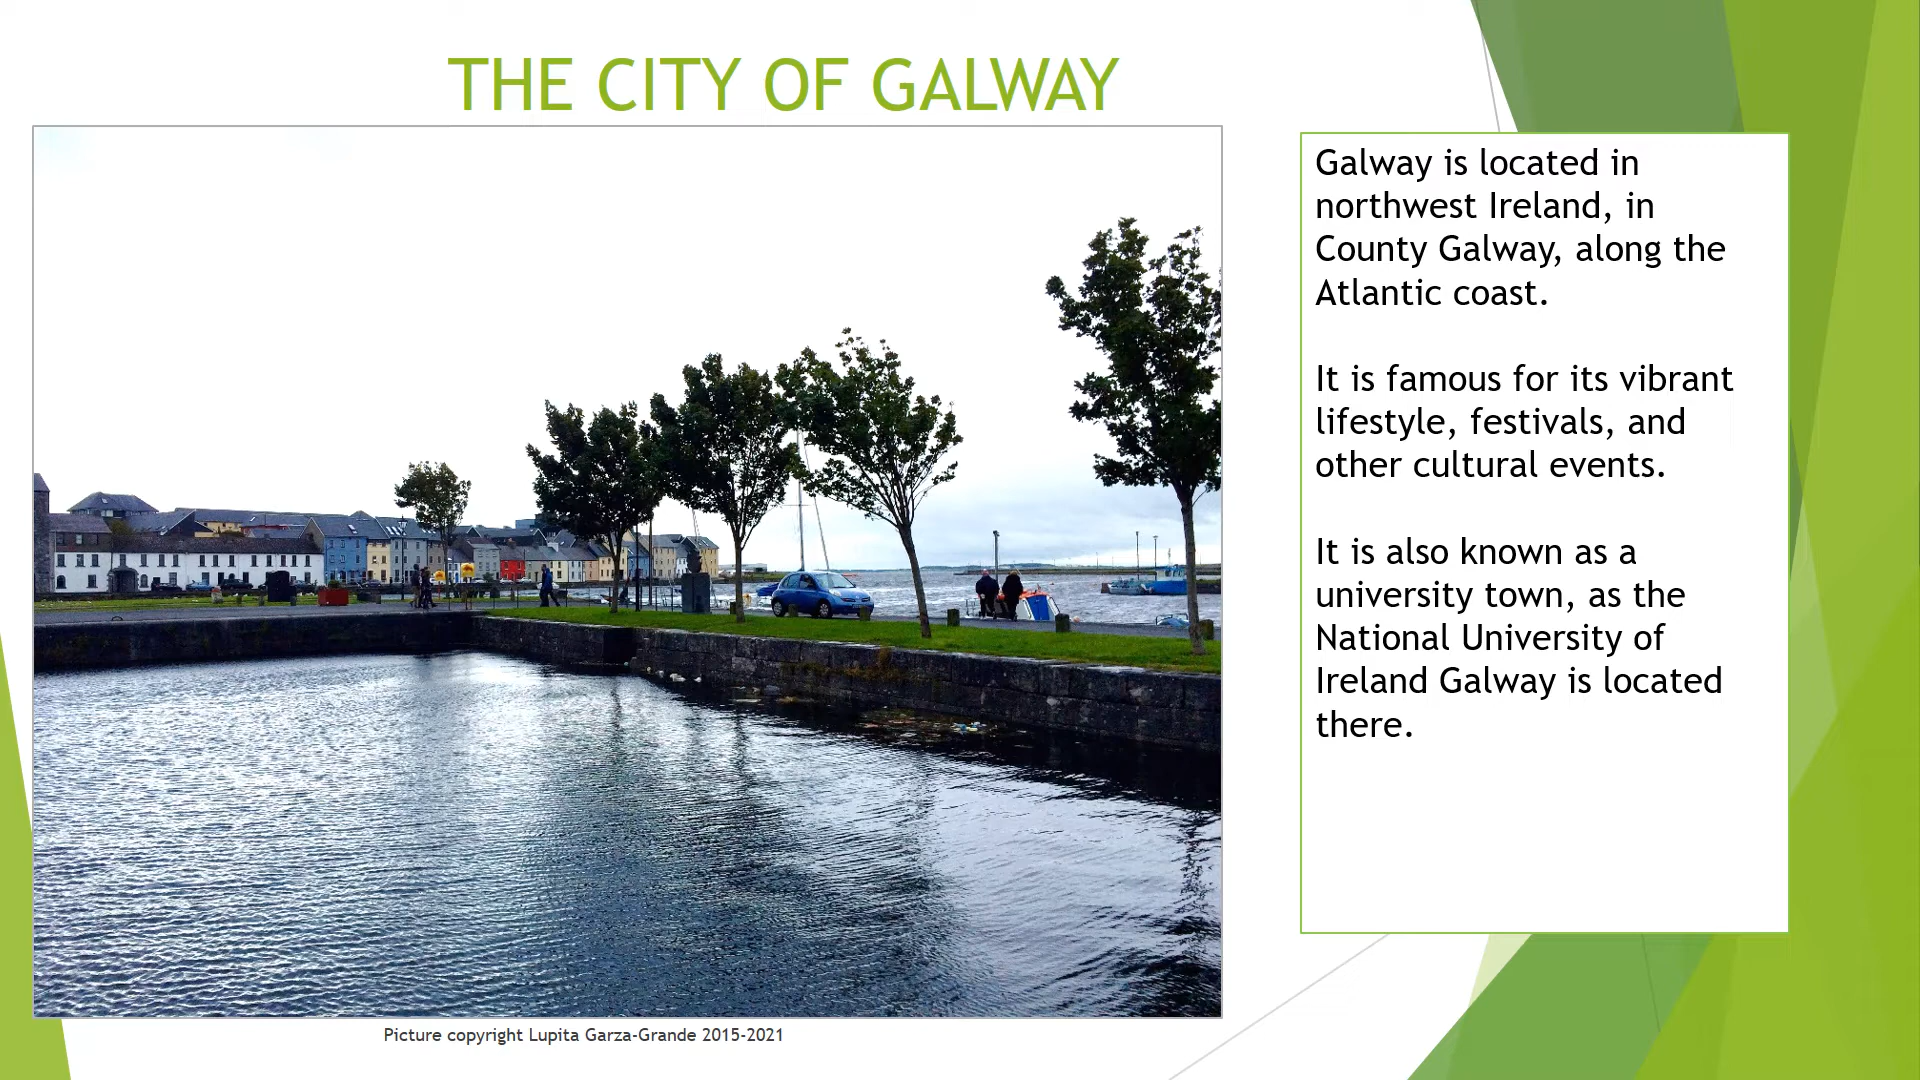 THE CITY OF GALWAY
Galway is located in
northwest Ireland, in
County Galway, along the
Atlantic coast.
It is famous for its vibrant
lifestyle, festivals, and
other cultural events.
It is also known as a
university town, as the
National University of
Ireland Galway is located
there.
Picture copyright Lupita Garza-Grande 2015-2021